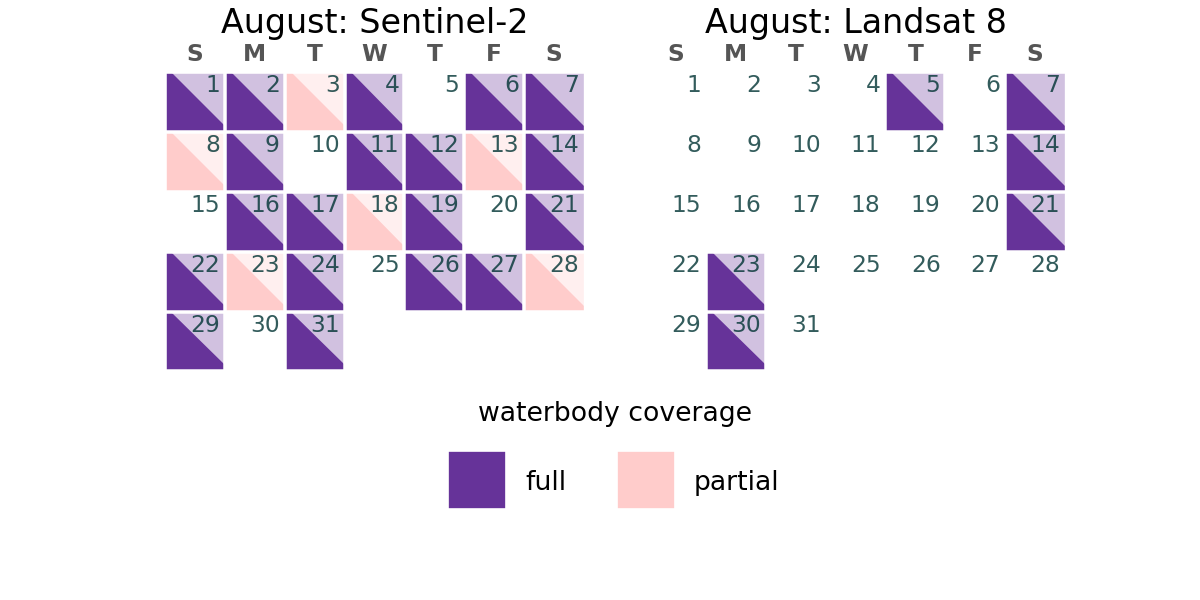 August: Sentinel-2
S M T W T F S
1 2 3 4 5 6 7
8 9 10 11 12 13 14
15 16 17 18 19 20 21
22 23 24 25 26 27 28
29 30 31
August: Landsat 8
S M T W T F S
1 2 3 4 5 6 7
8 9 10 11 12 13 14
15 16 17 18 19 20 21
22 23 24 25 26 27 28
29 30 31
waterbody coverage
full
partial